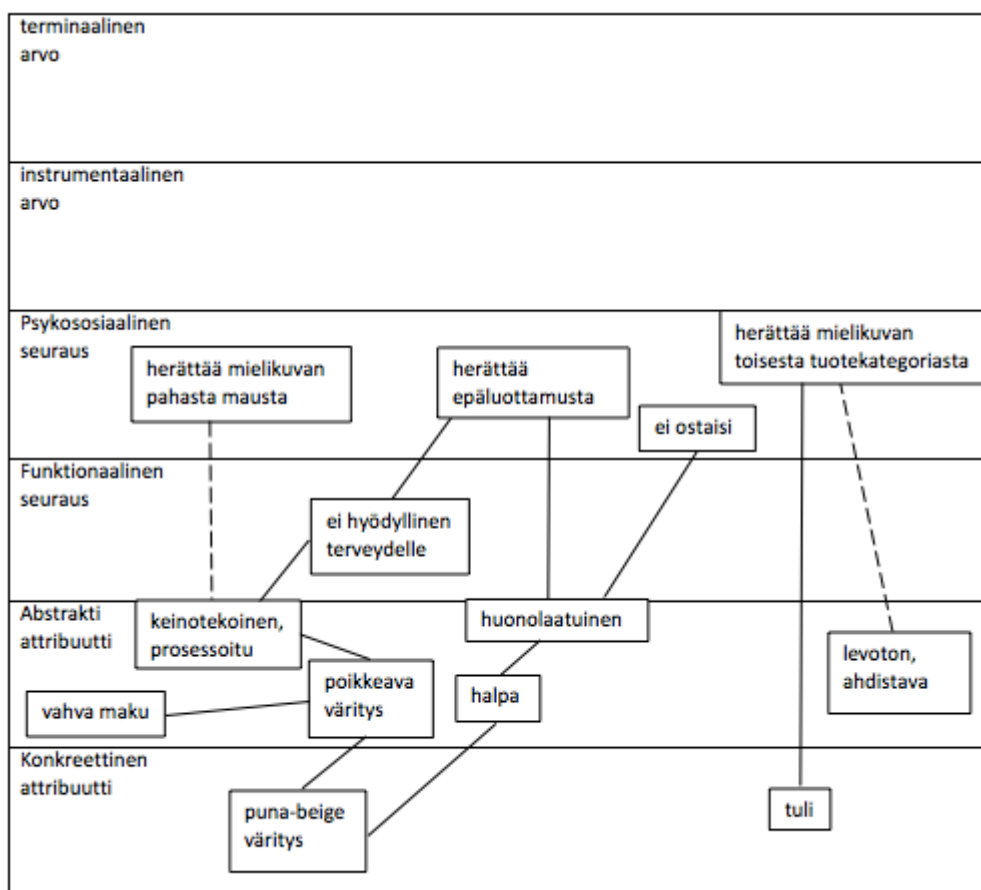 terminaalinen
arvo
instrumentaalinen
arvo
Psykososiaalinen
seuraus
herättää mielikuvan
pahasta mausta
herättää
epäluottamusta
ei ostaisi
herättää mielikuvan
toisesta tuotekategoriasta
Funktionaalinen
seuraus
ei hyödyllinen
terveydelle
Abstrakti
attribuutti
keinotekoinen,
prosessoitu
huonolaatuinen
levoton,
ahdistava
vahva maku
poikkeava
väritys
halpa
Konkreettinen
attribuutti
puna-beige
väritys
tuli